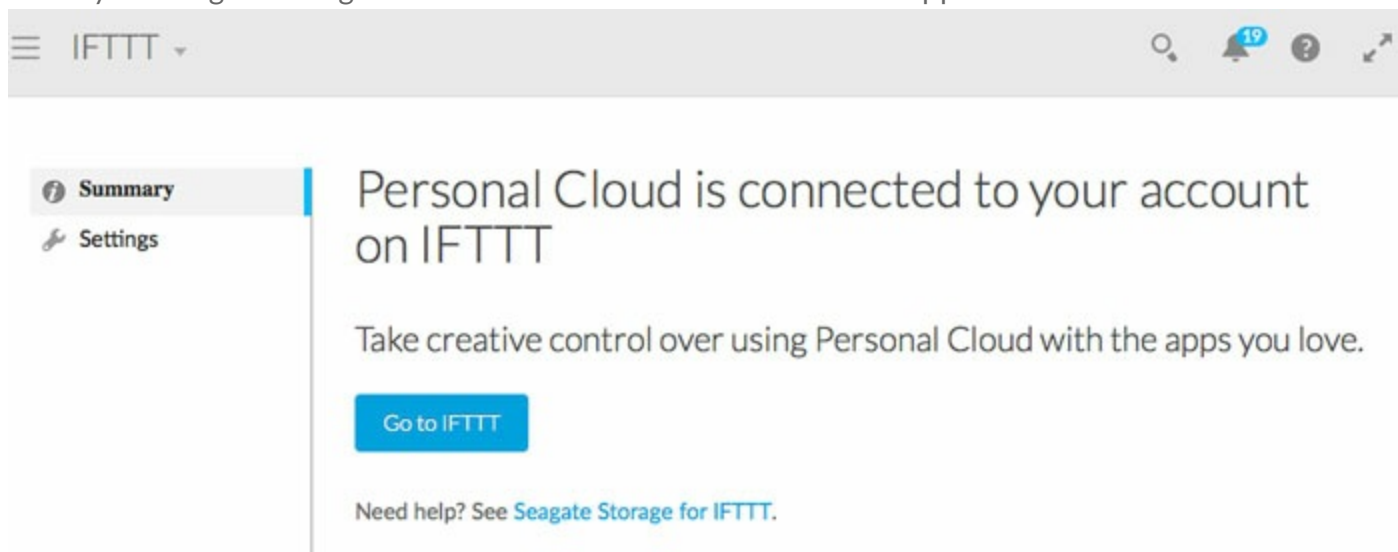 IFTTT
19
?
Summary
Settings
Personal Cloud is connected to your account
on IFTTT
Take creative control over using Personal Cloud with the apps you love.
Go to IFTTT
Need help? See Seagate Storage for IFTTT.